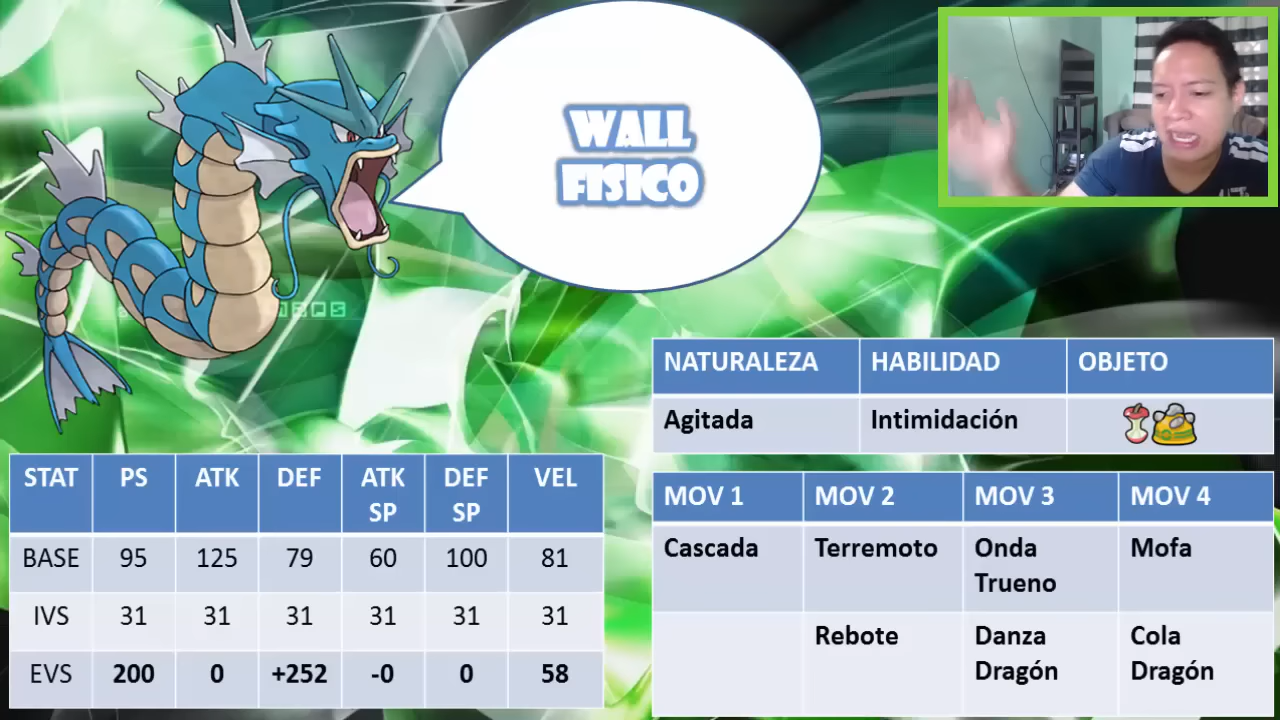 WALL
FISICO
NATURALEZA HABILIDAD OBJETO
Agitada Intimidación
STAT PS ATK DEF ATK SP DEF SP VEL
BASE 95 125 79 60 100 81
IVS 31 31 31 31 31 31
EVS 200 0 +252 -0 0 58
MOV 1 MOV 2 MOV 3 MOV 4
Cascada Terremoto Onda Trueno Mofa
Rebote Danza Dragón Cola Dragón